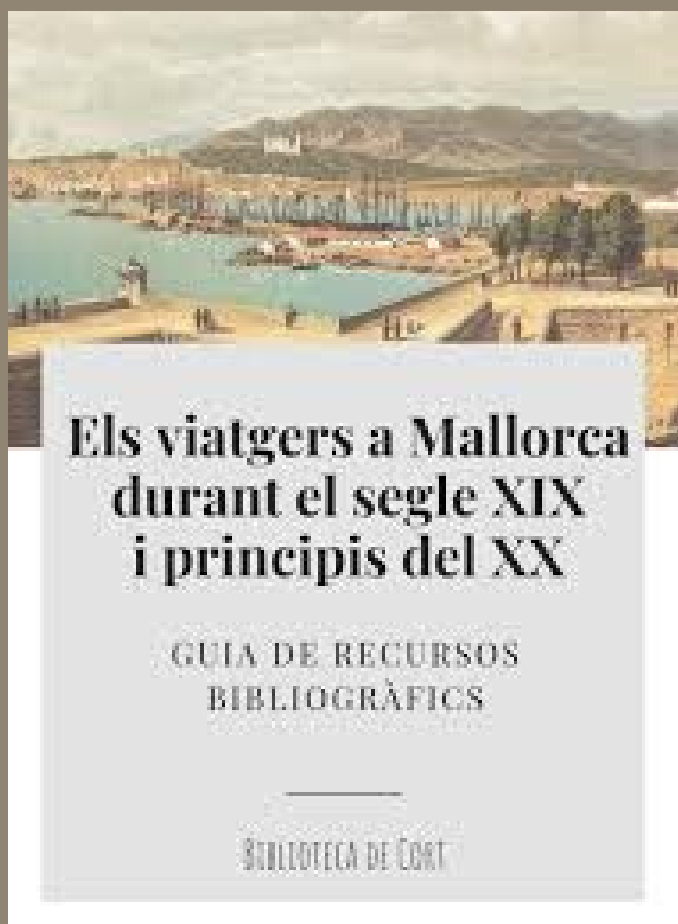 Els viatgers a Mallorca
durant el segle XIX
i principis del XX
GUIA DE RECURSOS
BIBLIOGRÀFICS
BIBLIOTECA DE CORT